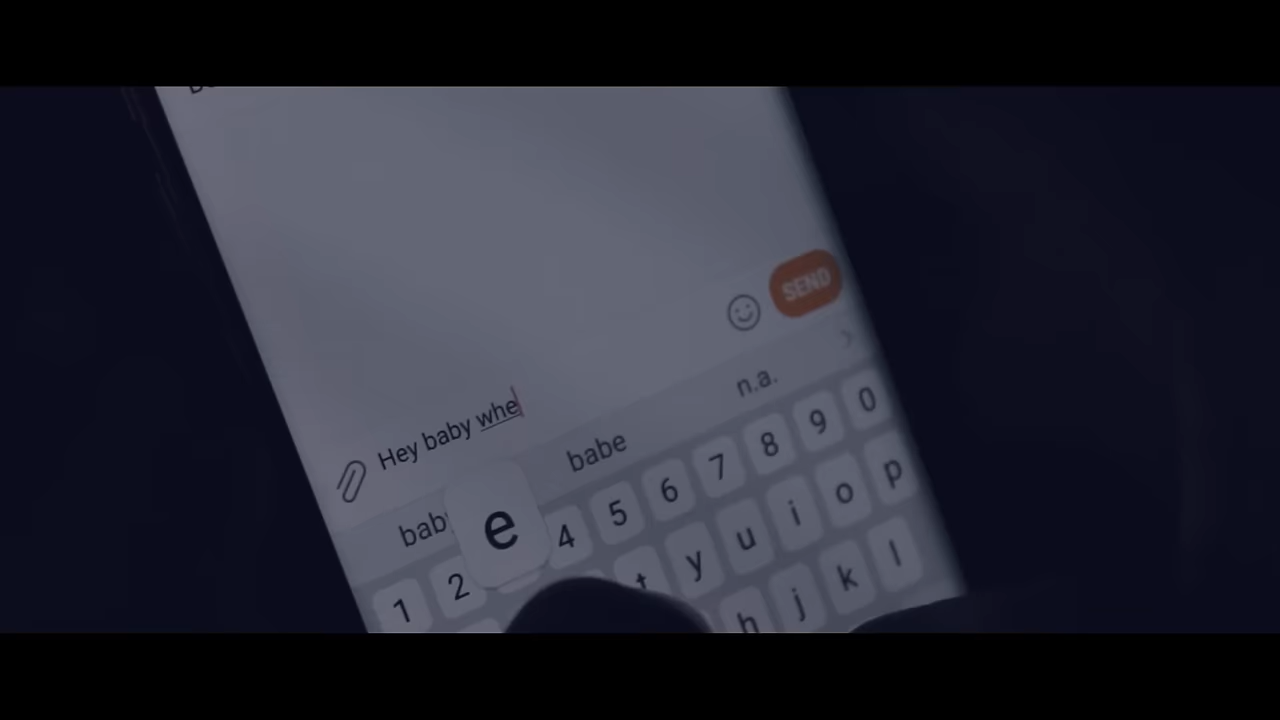 SEND
Hey baby whe
babe
n.a.
e
1 2 4 5 6 7 8 9 0
t y u i o p
h j k l